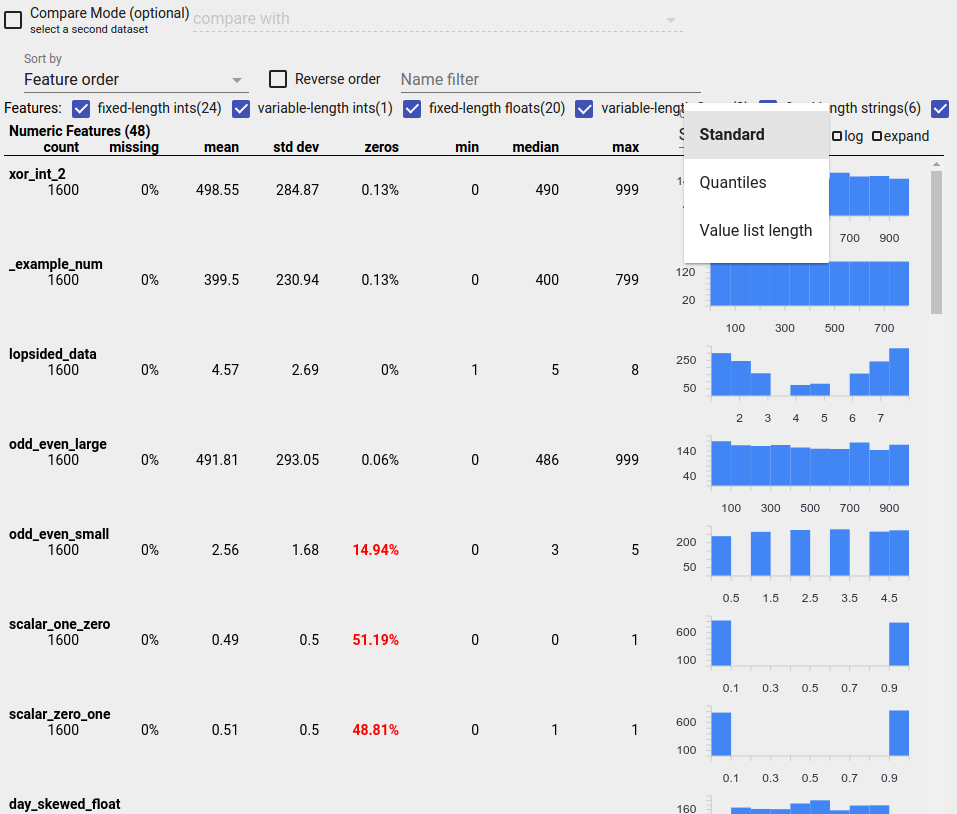 Compare Mode (optional)
select a second dataset
compare with
Sort by
Feature order
Reverse order
Name filter
Features: fixed-length ints(24) variable-length ints(1) fixed-length floats(20) length strings(6)
Numeric Features (48)
count missing mean std dev zeros min median max
Standard
Quantiles
Value list length
log expand
xor_int_2
1600 0% 498.55 284.87 0.13% 0 490 999
700 900
_example_num
1600 0% 399.5 230.94 0.13% 0 400 799
120
20
100 300 500 700
lopsided_data
1600 0% 4.57 2.69 0% 1 5 8
250
50
2 3 4 5 6 7
odd_even_large
1600 0% 491.81 293.05 0.06% 0 486 999
140
40
100 300 500 700 900
odd_even_small
1600 0% 2.56 1.68 14.94% 0 3 5
200
50
0.5 1.5 2.5 3.5 4.5
scalar_one_zero
1600 0% 0.49 0.5 51.19% 0 0 1
600
100
0.1 0.3 0.5 0.7 0.9
scalar_zero_one
1600 0% 0.51 0.5 48.81% 0 1 1
600
100
0.1 0.3 0.5 0.7 0.9
day_skewed_float
160